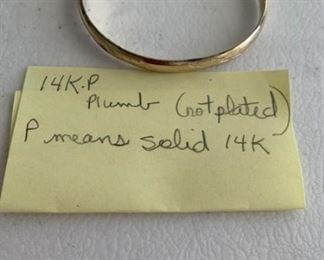 14K.P
Plumb (not plated)
P means solid 14K